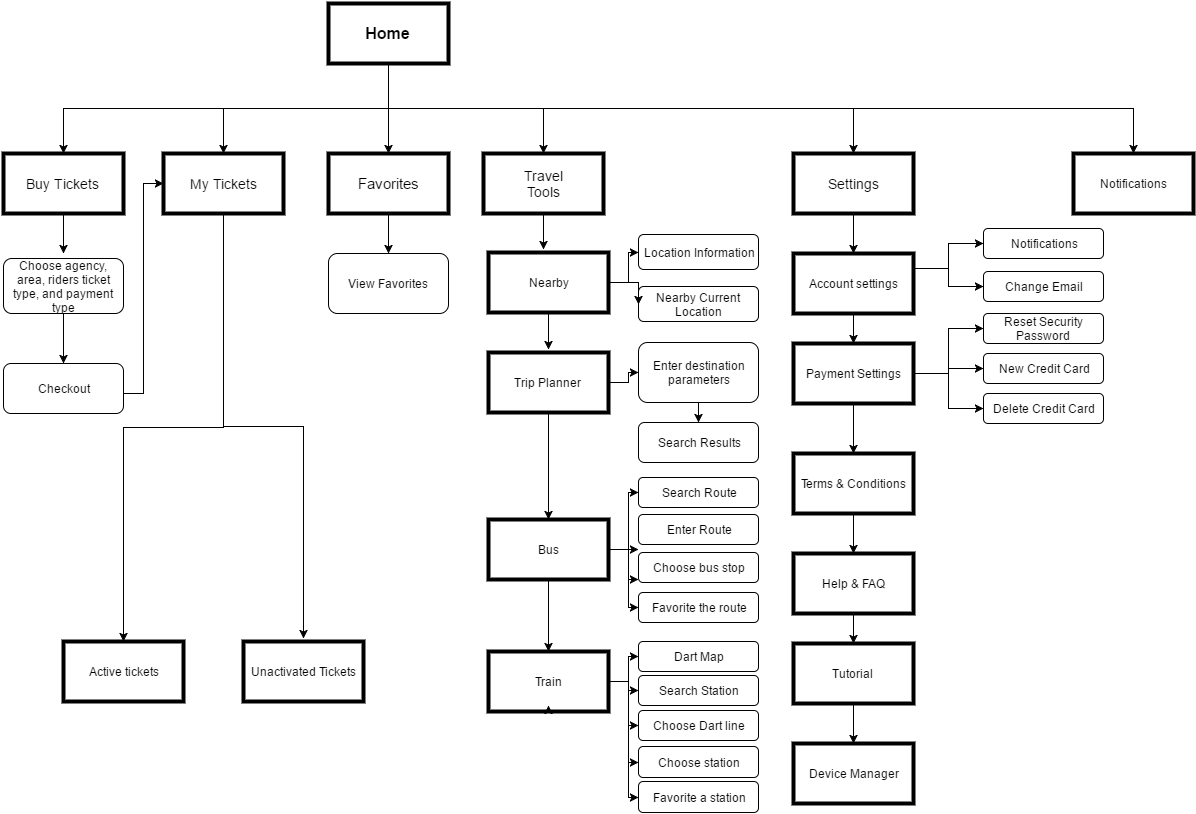 Home
Buy Tickets
My Tickets
Favorites
Travel
Tools
Settings
Notifications
Choose agency,
area, riders ticket
type, and payment
type
Checkout
Active tickets
Unactivated Tickets
View Favorites
Nearby
Location Information
Nearby Current
Location
Trip Planner
Enter destination
parameters
Search Results
Bus
Search Route
Enter Route
Choose bus stop
Favorite the route
Train
Dart Map
Search Station
Choose Dart line
Choose station
Favorite a station
Account settings
Notifications
Change Email
Payment Settings
Reset Security
Password
New Credit Card
Delete Credit Card
Terms & Conditions
Help & FAQ
Tutorial
Device Manager